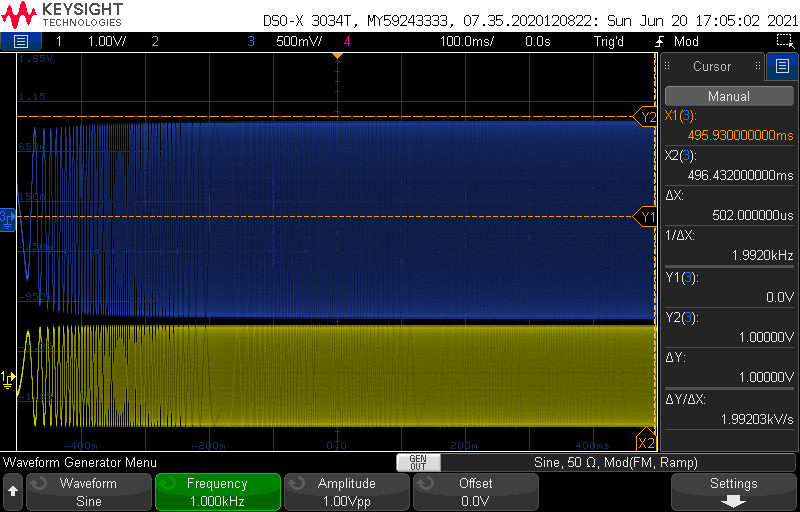 KEYSIGHT
TECHNOLOGIES
DSO-X 3034T, MY59243333, 07.35.2020120822: Sun Jun 20 17:05:02 2021
1 1.00V/ 2 3 500mV/ 4 100.0ms/ 0.0s Trig'd Mod
1.65V
1.15
650m
150m
-350m
-850m
Y2
Y1
3
1
-400m -200m 0.0 200m 400ms
X2
Cursor
Manual
X1(3):
495.930000000ms
X2(3):
496.432000000ms
ΔX:
502.000000us
1/ΔX:
1.9920kHz
Y1(3):
0.0V
Y2(3):
1.00000V
ΔY:
1.00000V
ΔY/ΔX:
1.99203kV/s
Waveform Generator Menu
GEN
OUT
Sine, 50 Ω, Mod(FM, Ramp)
Waveform
Sine
Frequency
1.000kHz
Amplitude
1.00Vpp
Offset
0.0V
Settings